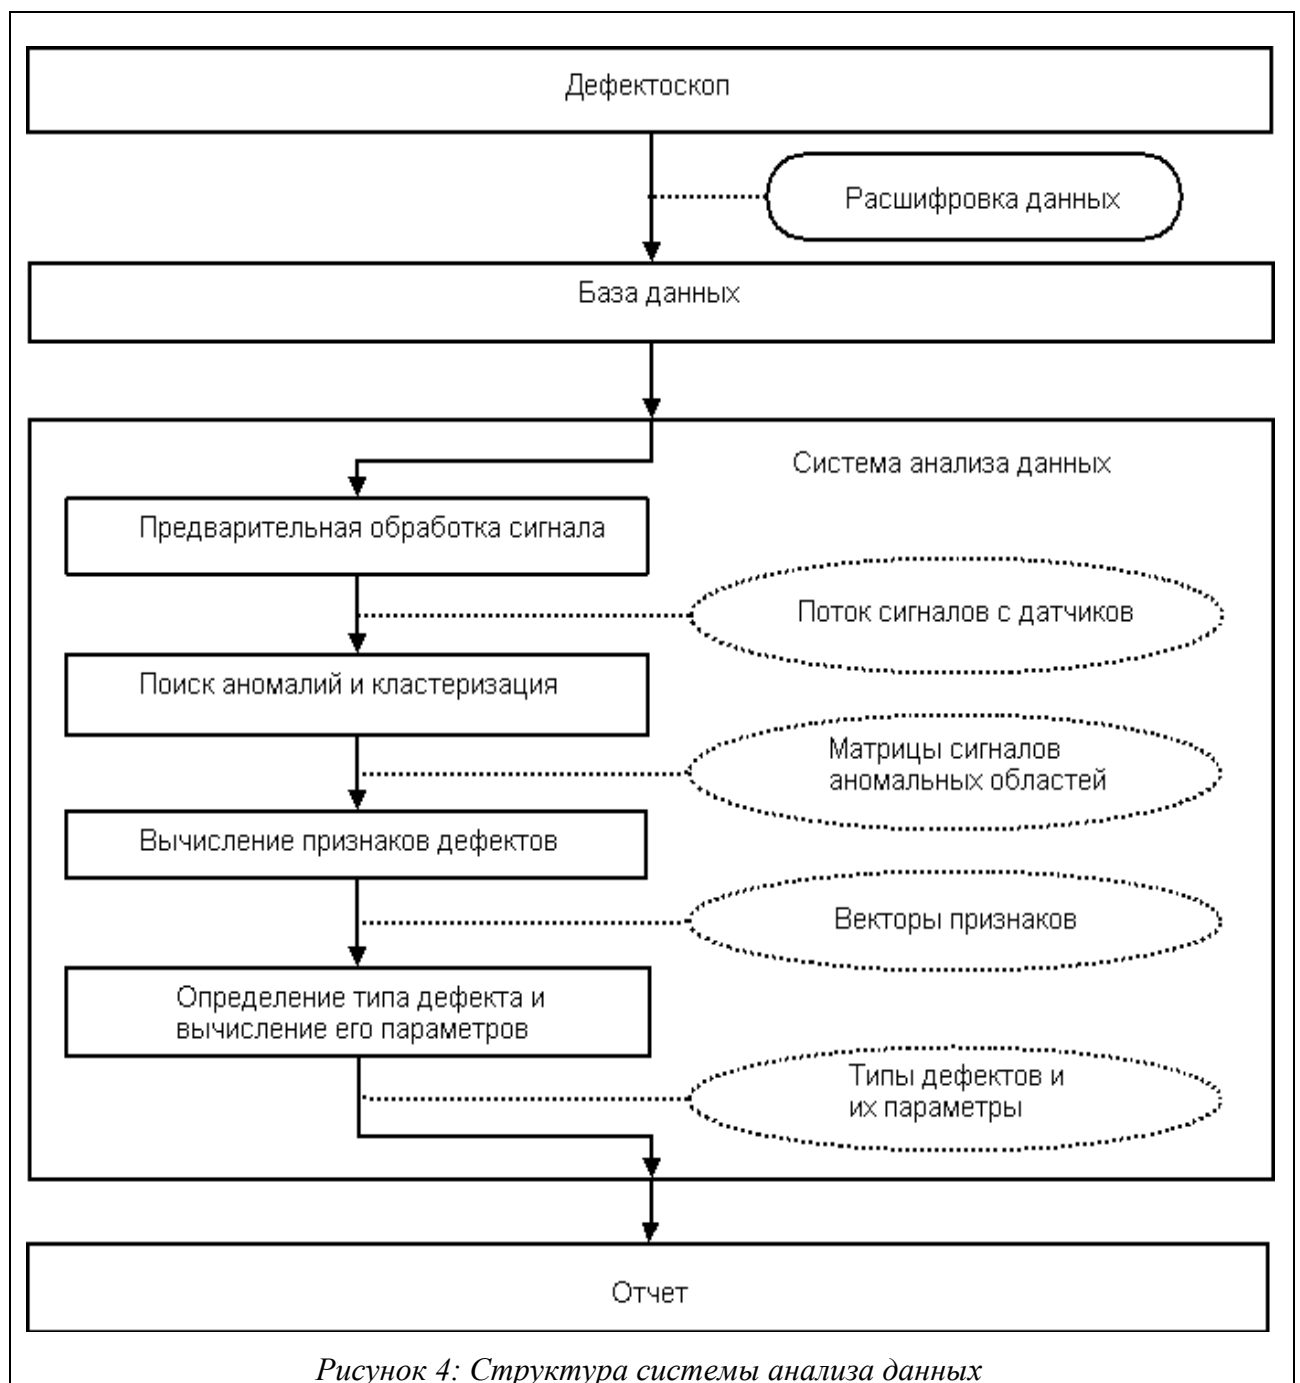 Дефектоскоп
Расшифровка данных
База данных
Система анализа данных
Предварительная обработка сигнала
Поток сигналов с датчиков
Поиск аномалий и кластеризация
Матрицы сигналов
аномальных областей
Вычисление признаков дефектов
Векторы признаков
Определение типа дефекта и
вычисление его параметров
Типы дефектов и
их параметры
Отчет
Рисунок 4: Структура системы анализа данных